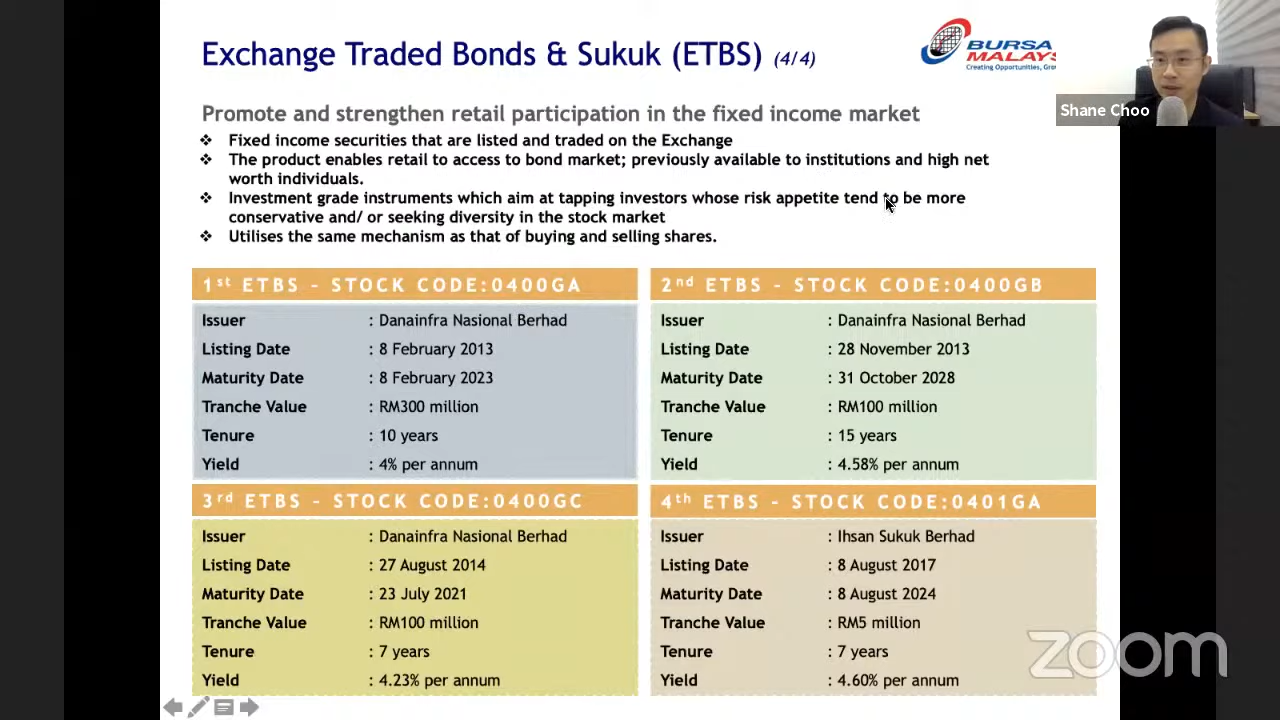 Exchange Traded Bonds & Sukuk (ETBS) (4/4)
BURSA
MALAYS
Creating Opportunities, Gro
Shane Choo
Promote and strengthen retail participation in the fixed income market
❖ Fixed income securities that are listed and traded on the Exchange
❖ The product enables retail to access to bond market; previously available to institutions and high net
worth individuals.
❖ Investment grade instruments which aim at tapping investors whose risk appetite tend to be more
conservative and/ or seeking diversity in the stock market
❖ Utilises the same mechanism as that of buying and selling shares.
1st ETBS – STOCK CODE:0400GA
Issuer : Danainfra Nasional Berhad
Listing Date : 8 February 2013
Maturity Date : 8 February 2023
Tranche Value : RM300 million
Tenure : 10 years
Yield : 4% per annum
2nd ETBS – STOCK CODE:0400GB
Issuer : Danainfra Nasional Berhad
Listing Date : 28 November 2013
Maturity Date : 31 October 2028
Tranche Value : RM100 million
Tenure : 15 years
Yield : 4.58% per annum
3rd ETBS – STOCK CODE:0400GC
Issuer : Danainfra Nasional Berhad
Listing Date : 27 August 2014
Maturity Date : 23 July 2021
Tranche Value : RM100 million
Tenure : 7 years
Yield : 4.23% per annum
4th ETBS – STOCK CODE:0401GA
Issuer : Ihsan Sukuk Berhad
Listing Date : 8 August 2017
Maturity Date : 8 August 2024
Tranche Value : RM5 million
Tenure : 7 years
Yield : 4.60% per annum
zoom